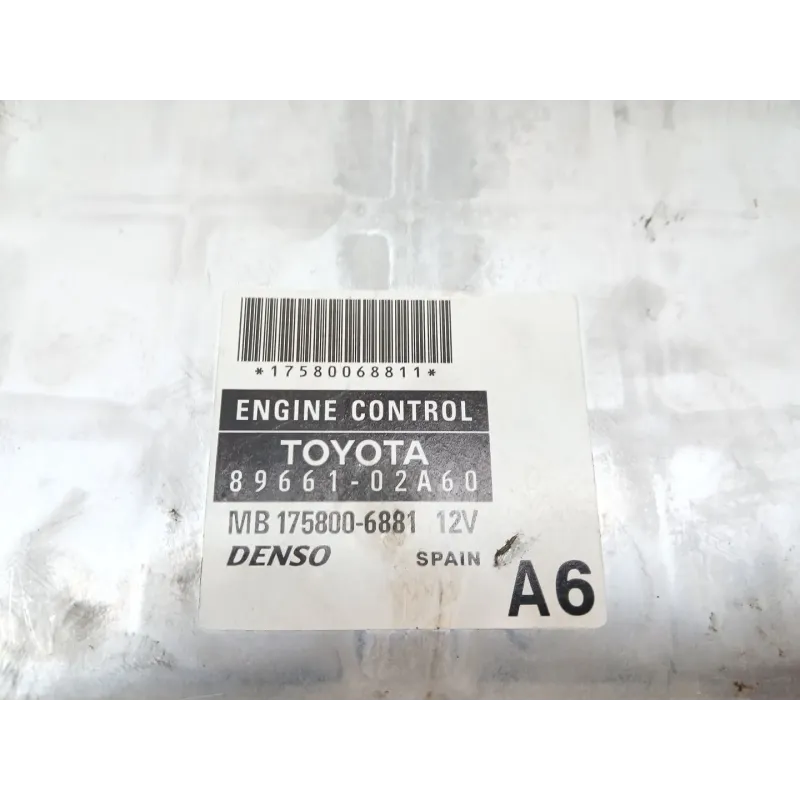 *17580068811*
ENGINE CONTROL
TOYOTA
89661-02A60
MB 175800-6881 12V
DENSO SPAIN
A6